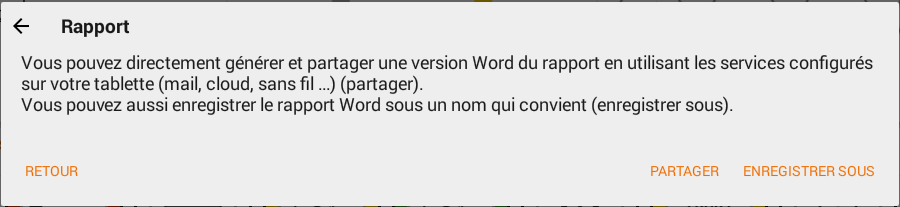 Rapport
Vous pouvez directement générer et partager une version Word du rapport en utilisant les services configurés
sur votre tablette (mail, cloud, sans fil ...) (partager).
Vous pouvez aussi enregistrer le rapport Word sous un nom qui convient (enregistrer sous).
RETOUR PARTAGER ENREGISTRER SOUS